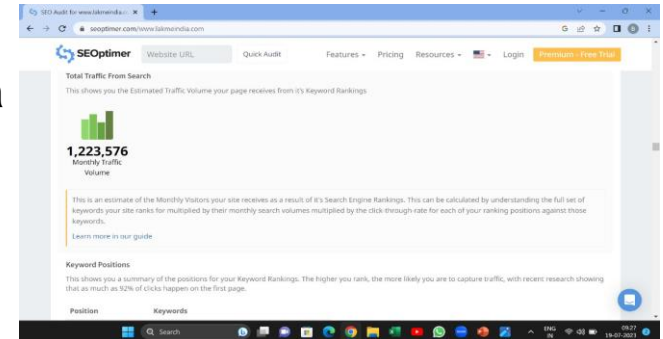 SEO Audit for www.lakmeindia.c
seoptimer.com/www.lakmeindia.com
SEOptimer
Website URL
Quick Audit
Features
Pricing
Resources
Login
Premium - Free Trial
Total Traffic From Search
This shows you the Estimated Traffic Volume your page receives from it's Keyword Rankings
1,223,576
Monthly Traffic
Volume
This is an estimate of the Monthly Visitors your site receives as a result of it's Search Engine Rankings. This can be calculated by understanding the full set of
keywords your site ranks for multiplied by their monthly search volumes multiplied by the click-through-rate for each of your ranking positions against those
keywords.
Learn more in our guide
Keyword Positions
This shows you a summary of the positions for your Keyword Rankings. The higher you rank, the more likely you are to capture traffic, with recent research showing
that as much as 92% of clicks happen on the first page.
Position Keywords
Search
ENG
IN
09:27
19-07-2023